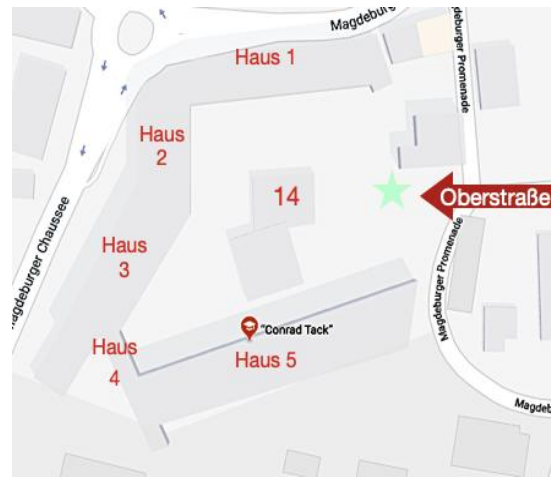 Magdeburg
Haus 1
Magdeburger Promenade
Haus
2
14
Oberstraße
Haus
3
Magdeburger Chaussee
Magdeburger Promenade
"Conrad Tack"
Haus
4
Haus 5
Magdebu